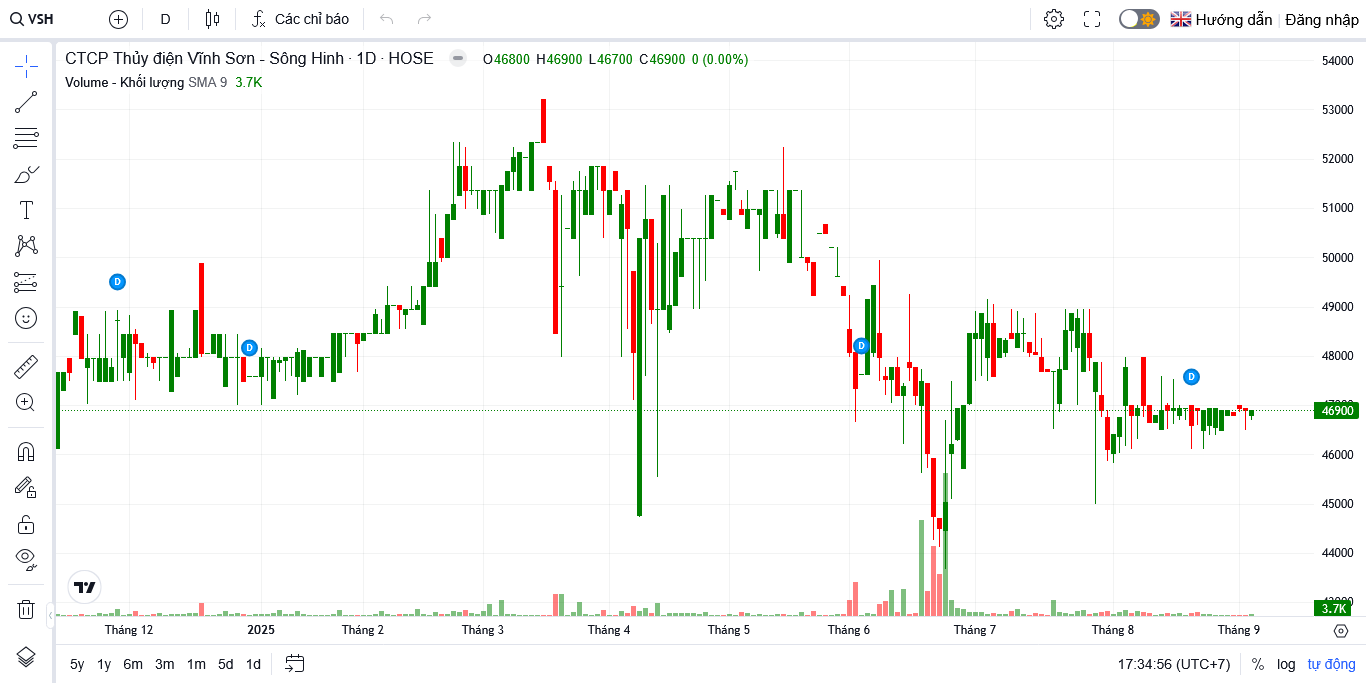 VSH D Các chỉ báo Hướng dẫn Đăng nhập
CTCP Thủy điện Vĩnh Sơn - Sông Hinh · 1D · HOSE O46800 H46900 L46700 C46900 0 (0.00%)
Volume - Khối lượng SMA 9 3.7K
54000
53000
52000
51000
50000
49000
48000
47000
46900
46000
45000
44000
43000
3.7K
D
D
D
D
Tháng 12 2025 Tháng 2 Tháng 3 Tháng 4 Tháng 5 Tháng 6 Tháng 7 Tháng 8 Tháng 9
5y 1y 6m 3m 1m 5d 1d 17:34:56 (UTC+7) % log tự động